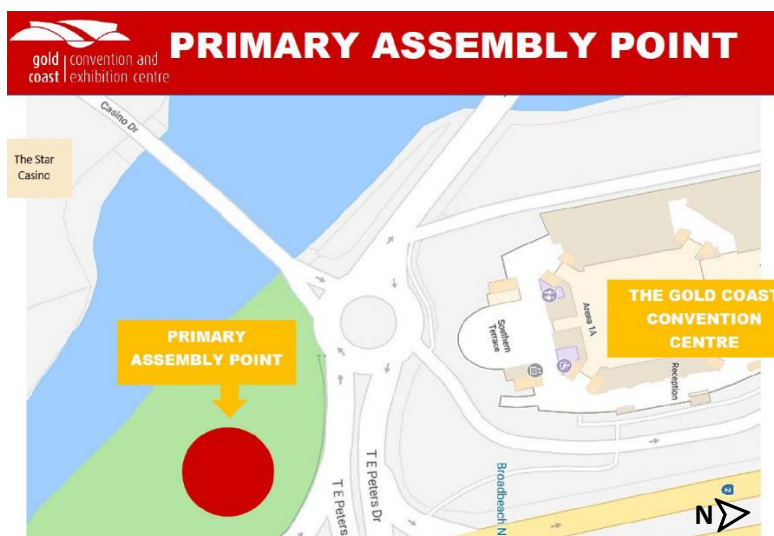 gold | convention and
coast | exhibition centre
PRIMARY ASSEMBLY POINT
Casino Dr
The Star
Casino
PRIMARY
ASSEMBLY POINT
Southern
Terrace
Arena 1A
THE GOLD COAST
CONVENTION
CENTRE
Reception
T E Peters
T E Peters Dr
Broadbeach N
2
N